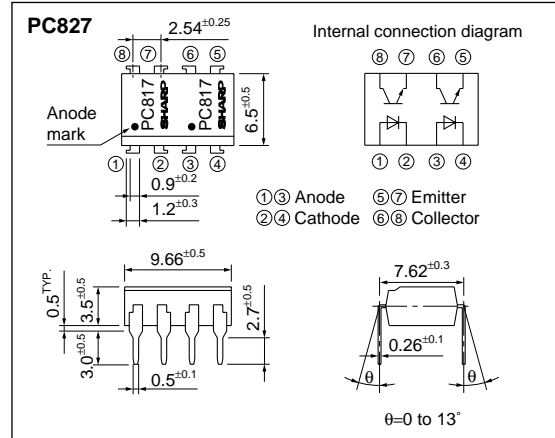 PC827
2.54±0.25
⑧ ⑦ ⑥ ⑤
PC817
SHARP
PC817
SHARP
Anode
mark
6.5±0.5
① ② ③ ④
0.9±0.2
1.2±0.3
Internal connection diagram
⑧ ⑦ ⑥ ⑤
① ② ③ ④
①③ Anode ⑤⑦ Emitter
②④ Cathode ⑥⑧ Collector
9.66±0.5
0.5TYP.
3.5±0.5
3.0±0.5
2.7±0.5
0.5±0.1
7.62±0.3
0.26±0.1
θ θ
θ=0 to 13˚